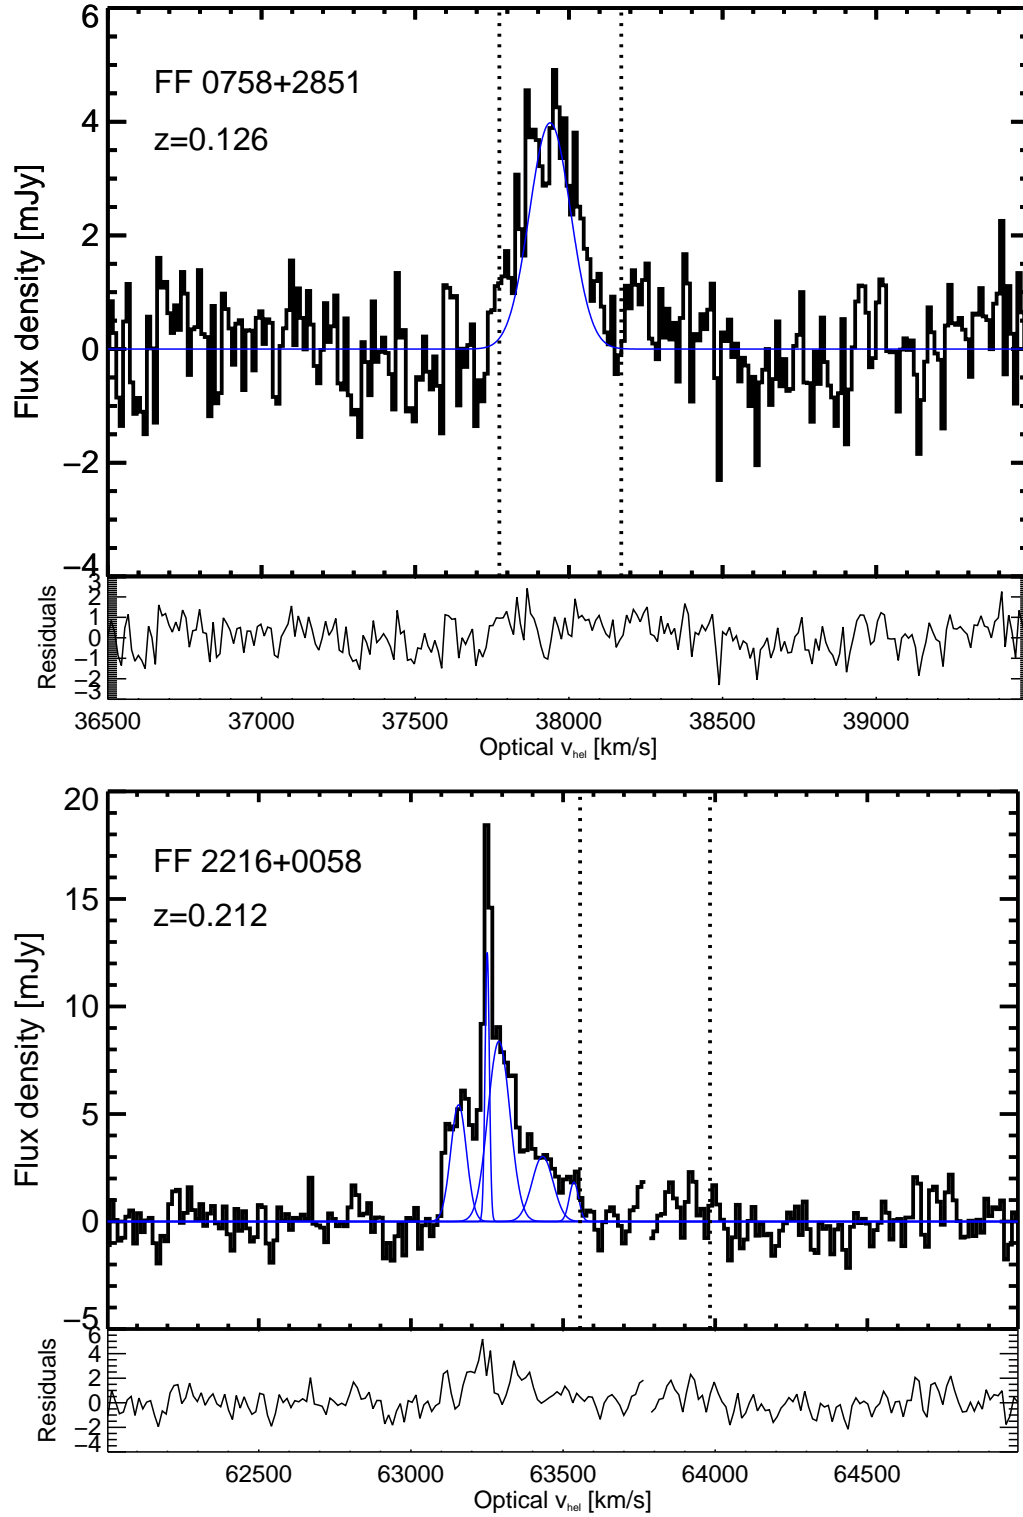 6
FF 0758+2851
z=0.126
4
2
0
−2
−4
Flux density [mJy]
3
2
1
0
−1
−2
−3
Residuals
36500 37000 37500 38000 38500 39000
Optical vhel [km/s]
20
FF 2216+0058
z=0.212
15
10
5
0
−5
Flux density [mJy]
6
4
2
0
−2
−4
Residuals
62500 63000 63500 64000 64500
Optical vhel [km/s]